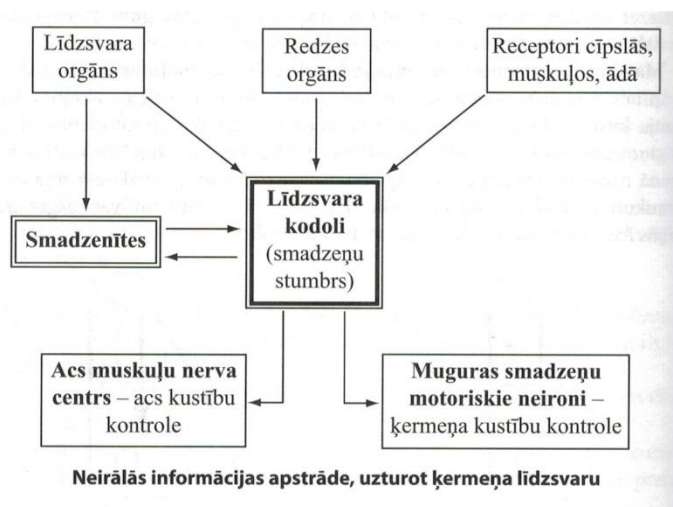 Līdzsvara
orgāns
Redzes
orgāns
Receptori cīpslās,
muskuļos, ādā
Smadzenītes
Līdzsvara
kodoli
(smadzeņu
stumbrs)
Acs muskuļu nerva
centrs – acs kustību
kontrole
Muguras smadzeņu
motoriskie neironi –
ķermeņa kustību kontrole
Neirālās informācijas apstrāde, uzturot ķermeņa līdzsvaru